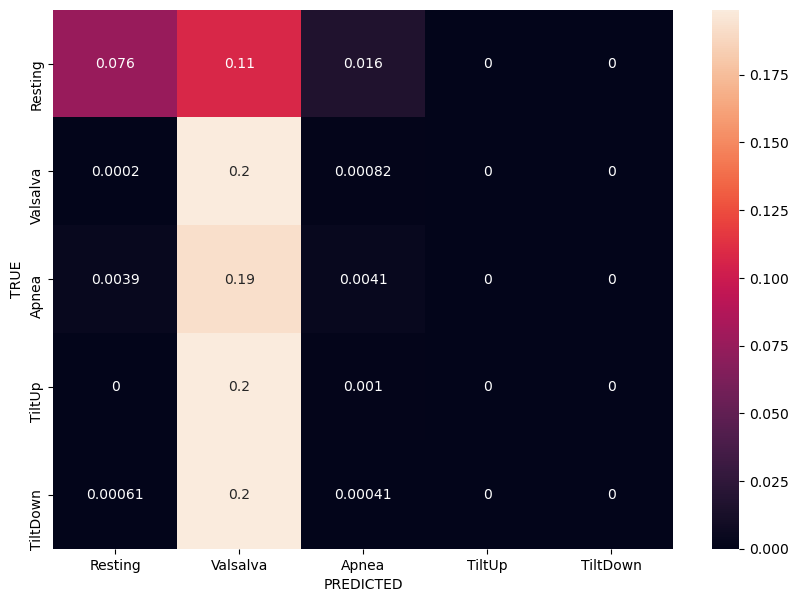 TRUE
Resting
0.076 0.11 0.016 0 0
Valsalva
0.0002 0.2 0.00082 0 0
Apnea
0.0039 0.19 0.0041 0 0
TiltUp
0 0.2 0.001 0 0
TiltDown
0.00061 0.2 0.00041 0 0
Resting Valsalva Apnea TiltUp TiltDown
PREDICTED
0.175
0.150
0.125
0.100
0.075
0.050
0.025
0.000